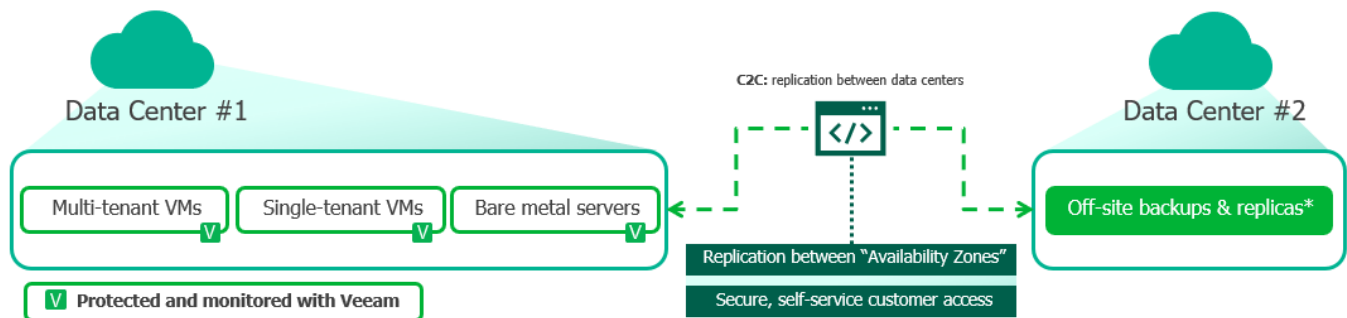 C2C: replication between data centers
Data Center #1
Data Center #2
</>
Multi-tenant VMs
V
Single-tenant VMs
V
Bare metal servers
V
Off-site backups & replicas*
Replication between “Availability Zones”
Secure, self-service customer access
V Protected and monitored with Veeam